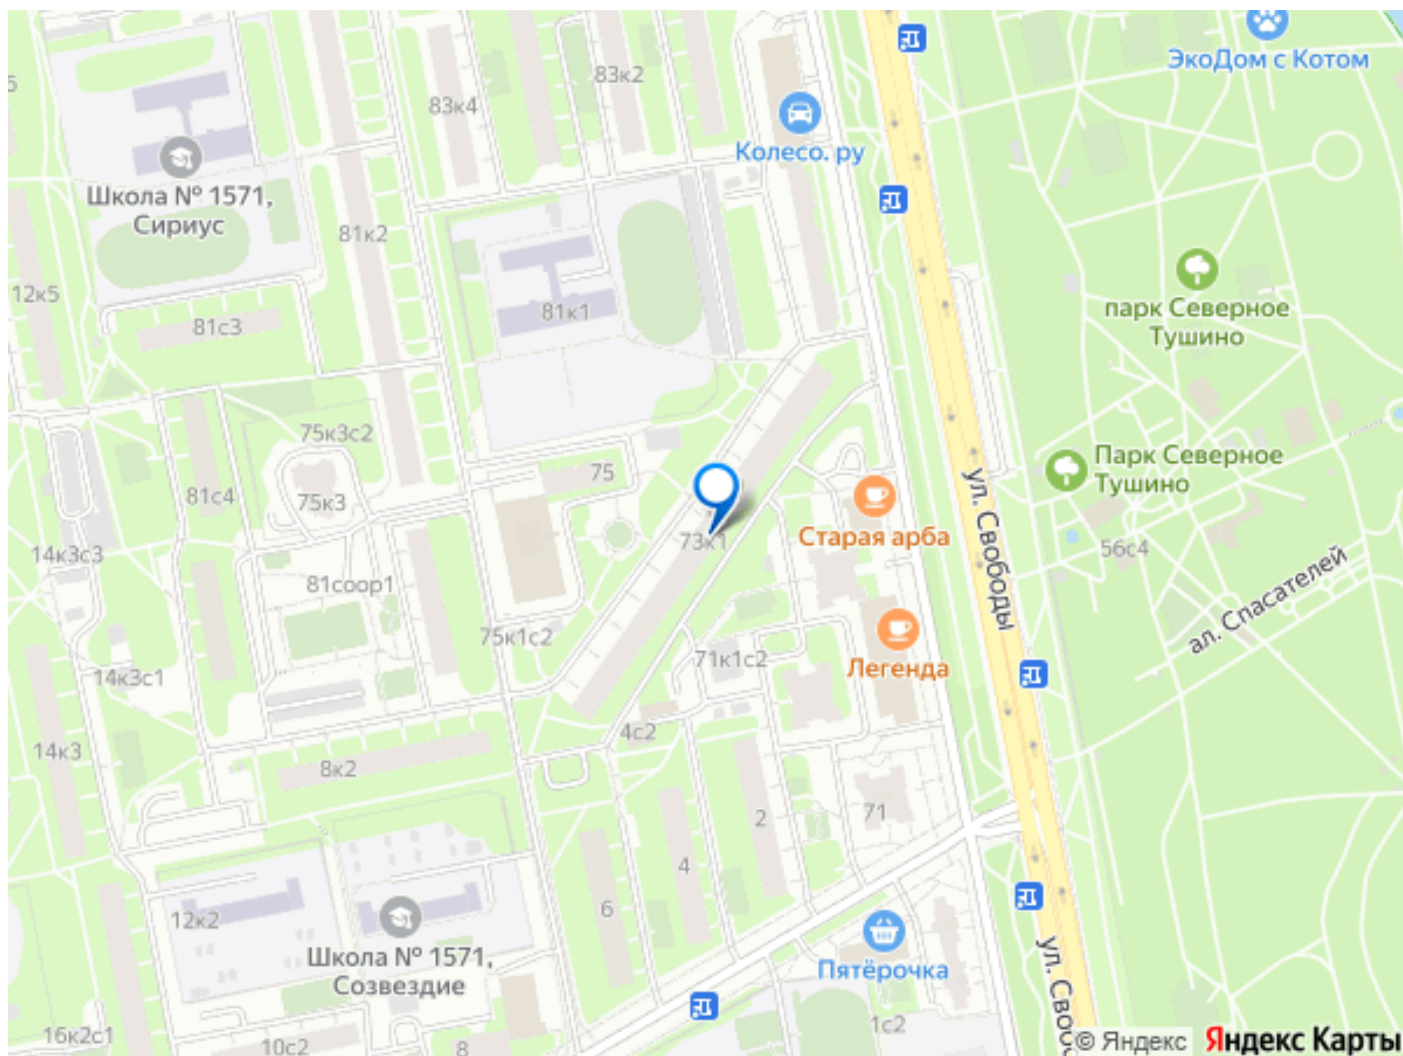 ЭкоДом с Котом
83к2
83к4
5
Колесо. ру
Школа № 1571,
Сириус
81к2
12к5
81с3
81к1
парк Северное
Тушино
75к3с2
75
Парк Северное
Тушино
81с4
75к3
ул. Свободы
Старая арба
73к1
14к3с3
56с4
81соор1
ал. Спасателей
75к1с2
71к1с2
Легенда
14к3с1
4с2
14к3
8к2
2
71
4
6
12к2
Школа № 1571,
Созвездие
Пятёрочка
ул. Своб
1с2
16к2с1
10с2
8
© Яндекс Яндекс Карты